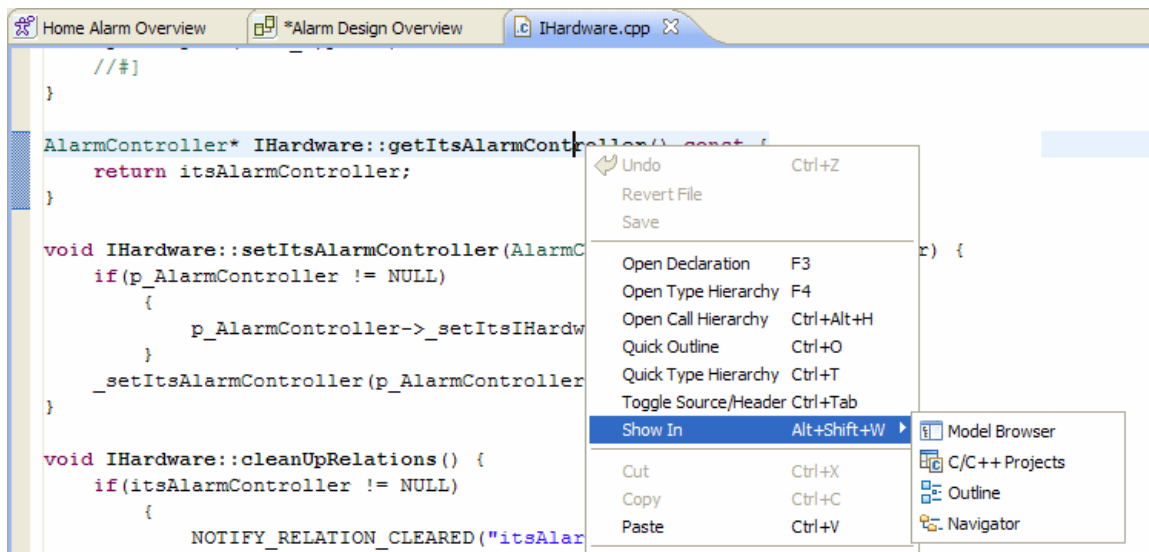 Home Alarm Overview *Alarm Design Overview IHardware.cpp
//#]
}
AlarmController* IHardware::getItsAlarmController() const {
return itsAlarmController;
}
void IHardware::setItsAlarmController(AlarmC r) {
if(p_AlarmController != NULL)
{
p_AlarmController->_setItsIHardw
}
_setItsAlarmController(p_AlarmController
}
void IHardware::cleanUpRelations() {
if(itsAlarmController != NULL)
{
NOTIFY_RELATION_CLEARED("itsAlar
Undo Ctrl+Z
Revert File
Save
Open Declaration F3
Open Type Hierarchy F4
Open Call Hierarchy Ctrl+Alt+H
Quick Outline Ctrl+O
Quick Type Hierarchy Ctrl+T
Toggle Source/Header Ctrl+Tab
Show In Alt+Shift+W
Cut Ctrl+X
Copy Ctrl+C
Paste Ctrl+V
Model Browser
C/C++ Projects
Outline
Navigator